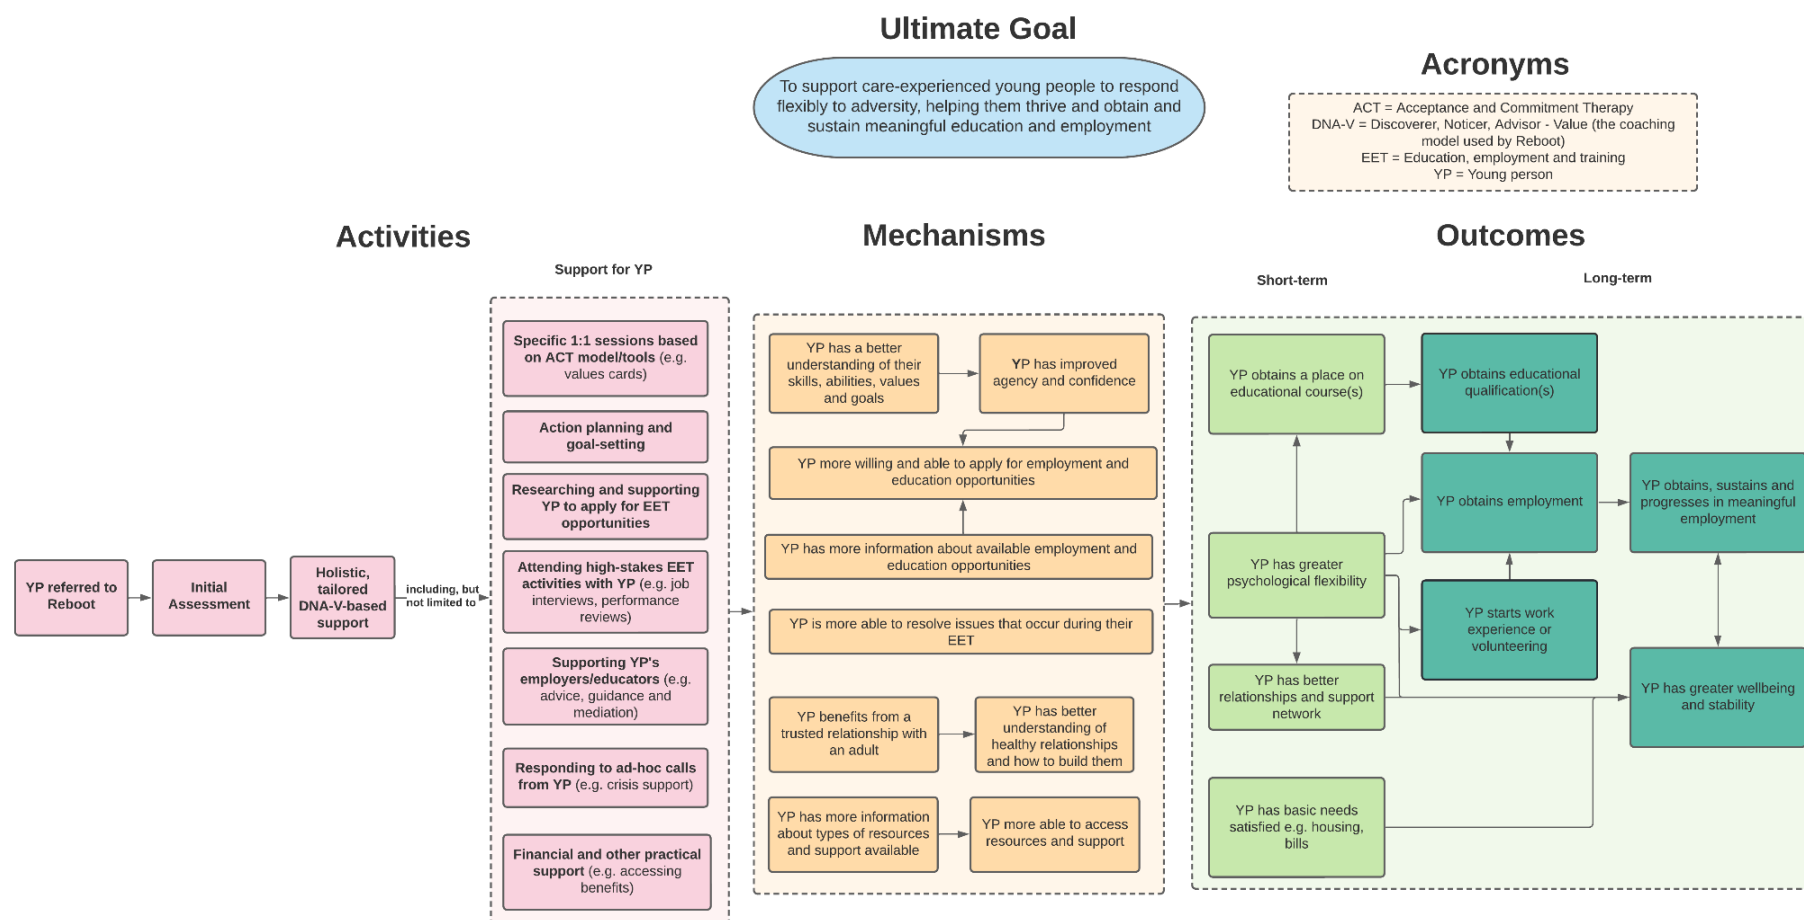 Ultimate Goal
To support care-experienced young people to respond
flexibly to adversity, helping them thrive and obtain and
sustain meaningful education and employment
Acronyms
ACT = Acceptance and Commitment Therapy
DNA-V = Discoverer, Noticer, Advisor - Value (the coaching
model used by Reboot)
EET = Education, employment and training
YP = Young person
Activities
Support for YP
YP referred to
Reboot
Initial
Assessment
Holistic,
tailored
DNA-V-based
support
including, but
not limited to
Specific 1:1 sessions based
on ACT model/tools (e.g.
values cards)
Action planning and
goal-setting
Researching and supporting
YP to apply for EET
opportunities
Attending high-stakes EET
activities with YP (e.g. job
interviews, performance
reviews)
Supporting YP's
employers/educators (e.g.
advice, guidance and
mediation)
Responding to ad-hoc calls
from YP (e.g. crisis support)
Financial and other practical
support (e.g. accessing
benefits)
Mechanisms
YP has a better
understanding of their
skills, abilities, values
and goals
YP has improved
agency and confidence
YP more willing and able to apply for employment and
education opportunities
YP has more information about available employment and
education opportunities
YP is more able to resolve issues that occur during their
EET
YP benefits from a
trusted relationship with
an adult
YP has better
understanding of
healthy relationships
and how to build them
YP has more information
about types of resources
and support available
YP more able to access
resources and support
Outcomes
Short-term
Long-term
YP obtains a place on
educational course(s)
YP obtains educational
qualification(s)
YP has greater
psychological flexibility
YP obtains employment
YP obtains, sustains and
progresses in meaningful
employment
YP starts work
experience or
volunteering
YP has better
relationships and support
network
YP has greater wellbeing
and stability
YP has basic needs
satisfied e.g. housing,
bills